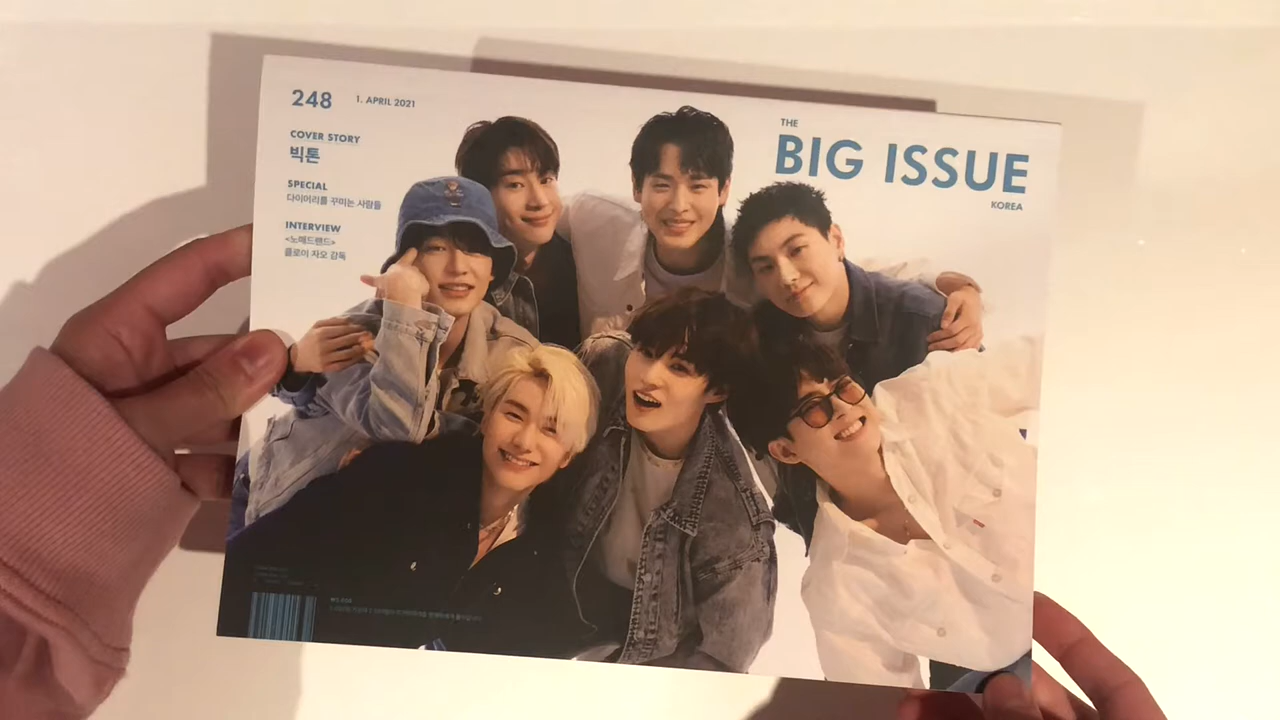 248 1. APRIL 2021
COVER STORY
빅톤
SPECIAL
다이어리를 꾸미는 사람들
INTERVIEW
<노매드랜드>
클로이 자오 감독
THE
BIG ISSUE
KOREA